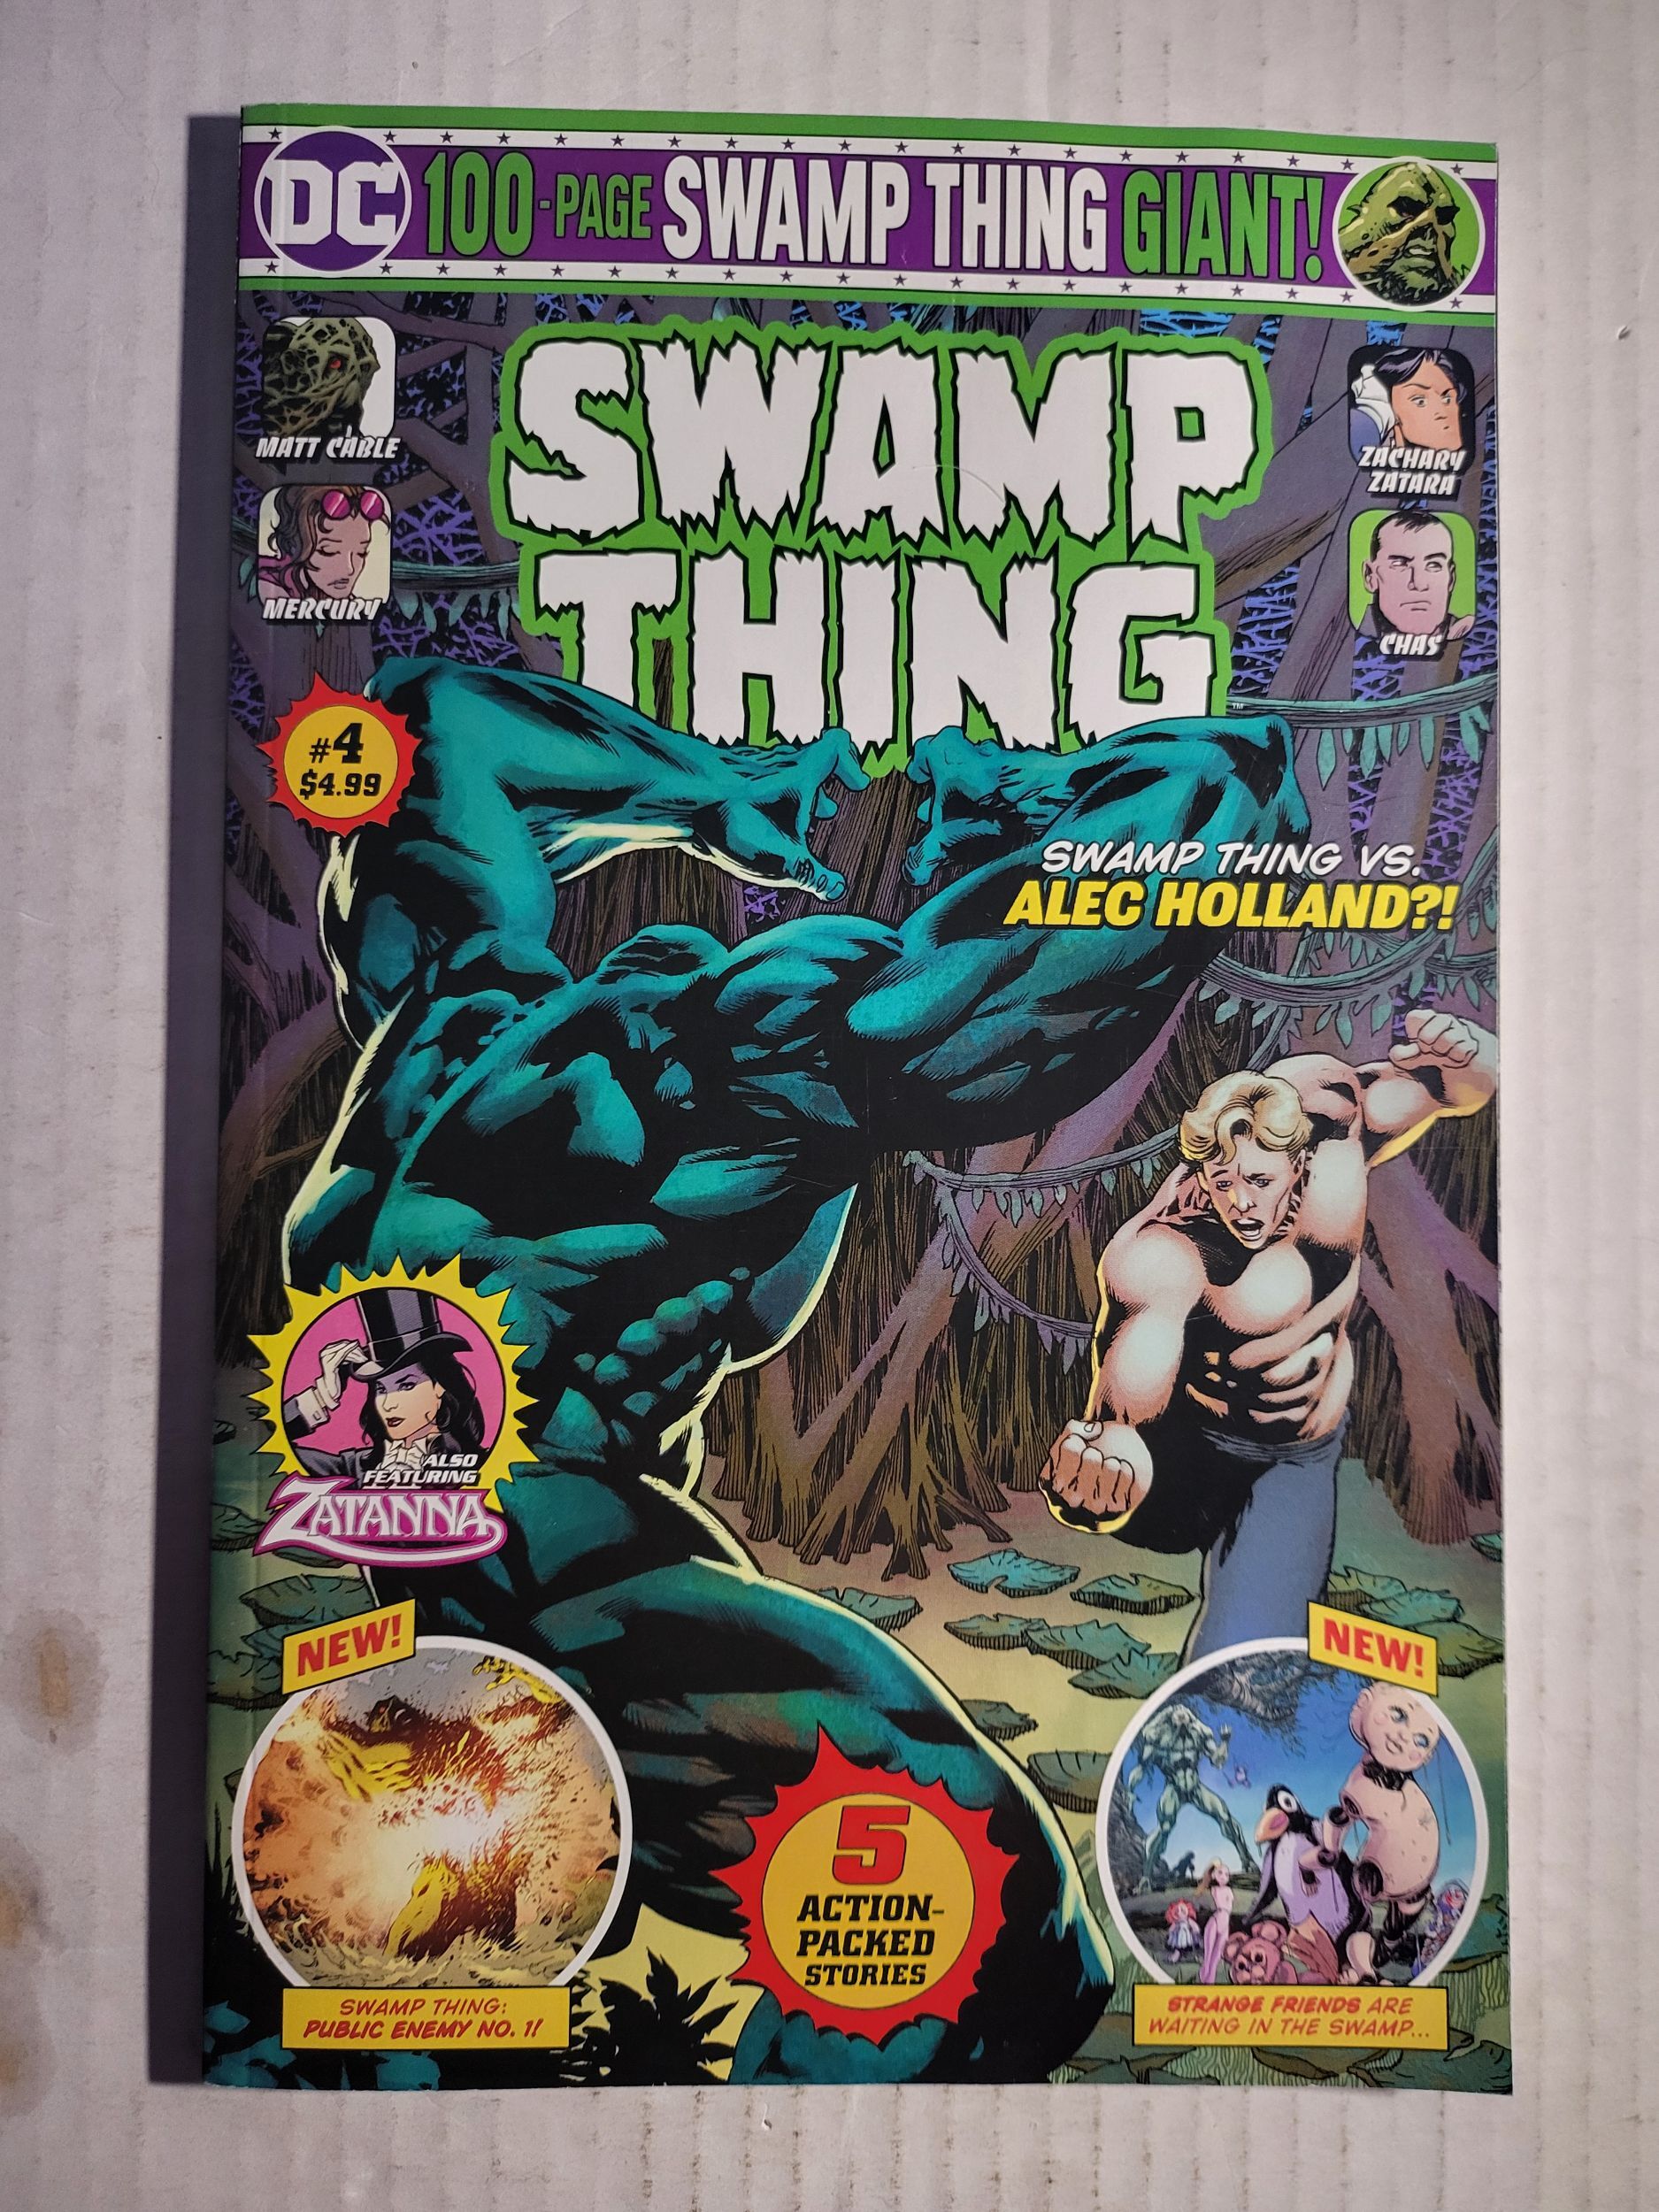 DC 100-PAGE SWAMP THING GIANT!
SWAMP
THING
™
MATT CABLE
MERCURY
ZACHARY
ZATARA
CHAS
#4
$4.99
SWAMP THING VS.
ALEC HOLLAND?!
ALSO
FEATURING
ZATANNA
NEW!
SWAMP THING:
PUBLIC ENEMY NO. 1!
5
ACTION-
PACKED
STORIES
NEW!
STRANGE FRIENDS ARE
WAITING IN THE SWAMP...